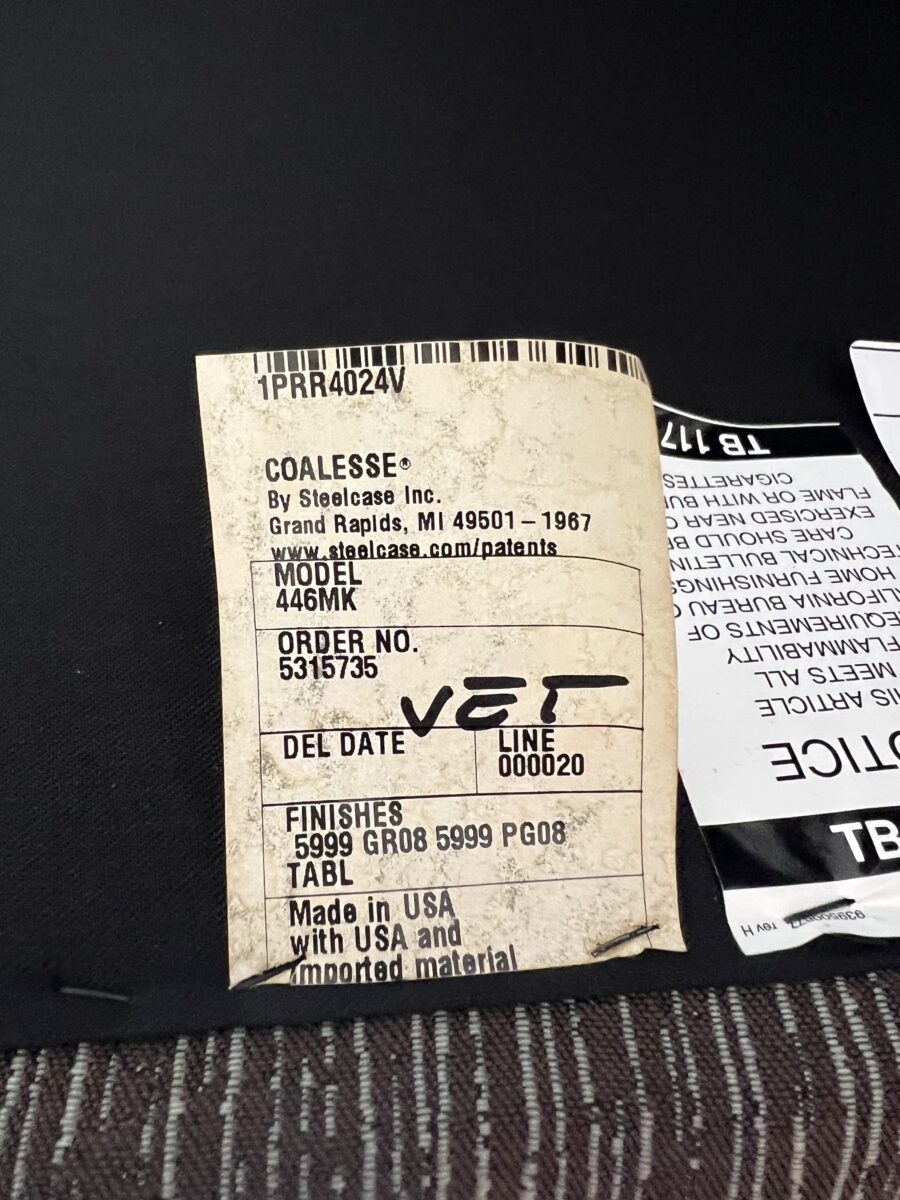 1PRR4024V
COALESSE®
By Steelcase Inc.
Grand Rapids, MI 49501 – 1967
www.steelcase.com/patents
MODEL
446MK
ORDER NO.
5315735
VET
DEL DATE
LINE
000020
FINISHES
5999 GR08 5999 PG08
TABL
Made in USA
with USA and
imported material
TB
OTICE
ARTICLE
MEETS ALL
FLAMMABILITY
REQUIREMENTS OF
BUREAU
HOME FURNISHINGS
TECHNICAL BULLETIN
CARE SHOULD
EXERCISED NEAR
FLAME OR WITH
CIGARETTES
TB 117
rev H